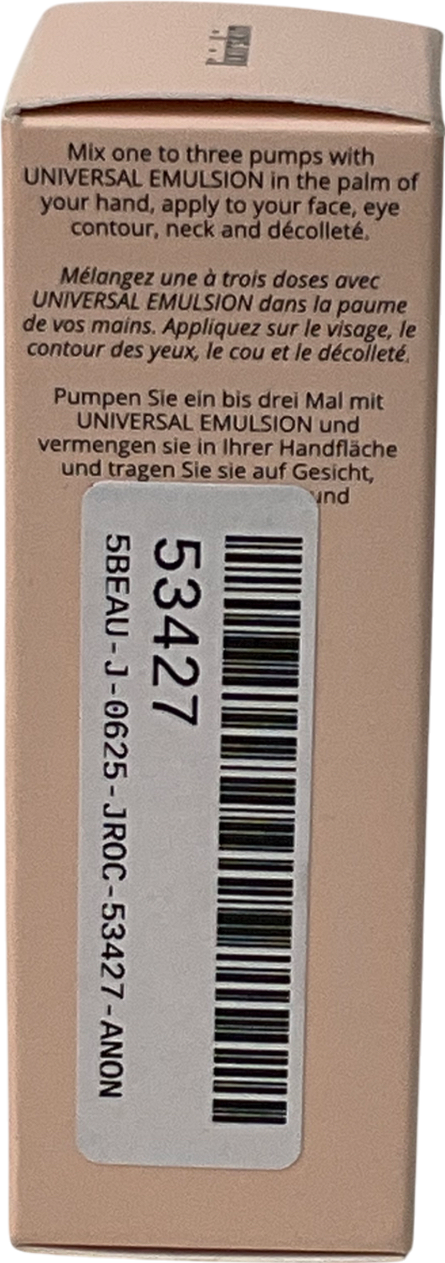 Mix one to three pumps with
UNIVERSAL EMULSION in the palm of
your hand, apply to your face, eye
contour, neck and décolleté.
Mélangez une à trois doses avec
UNIVERSAL EMULSION dans la paume
de vos mains. Appliquez sur le visage, le
contour des yeux, le cou et le décolleté.
Pumpen Sie ein bis drei Mal mit
UNIVERSAL EMULSION und
vermengen sie in Ihrer Handfläche
und tragen Sie sie auf Gesicht,
und
53427
5BEAU-J-0625-JROC-53427-ANON